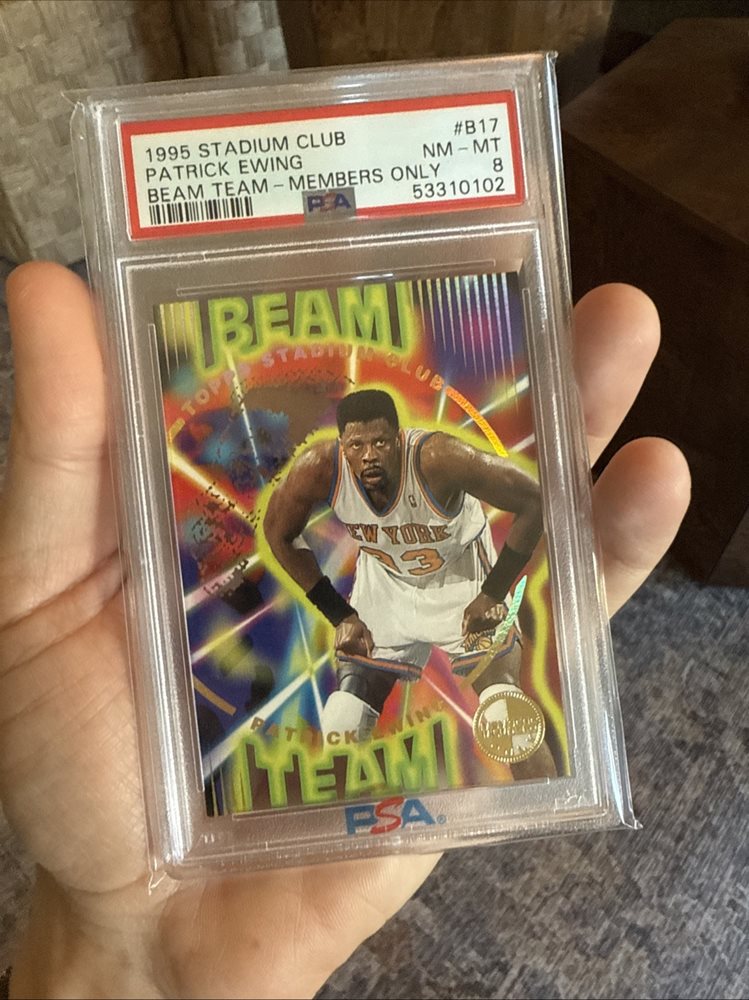 1995 STADIUM CLUB #B17
PATRICK EWING NM - MT
BEAM TEAM - MEMBERS ONLY 8
PSA 53310102
BEAM
TOPPS STADIUM CLUB
NEW YORK
33
PATRICK EWING
TEAM
PSA®